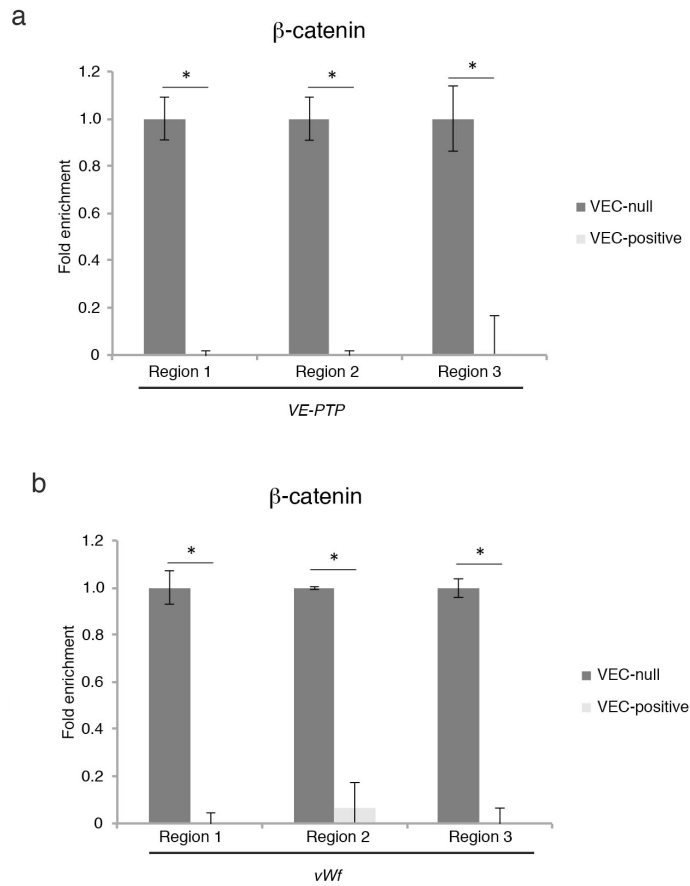 a
β-catenin
1.2
1.0
0.8
0.6
0.4
0.2
0
Fold enrichment
* * *
VEC-null
VEC-positive
Region 1 Region 2 Region 3
VE-PTP
b
β-catenin
1.2
1.0
0.8
0.6
0.4
0.2
0
Fold enrichment
* * *
VEC-null
VEC-positive
Region 1 Region 2 Region 3
vWf